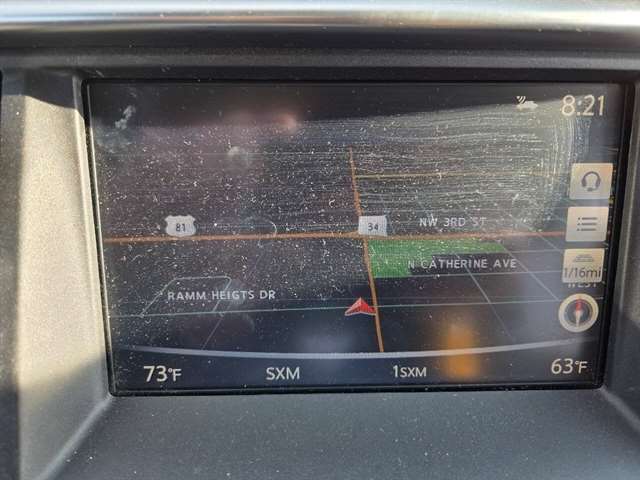 8:21
81
34
NW 3RD ST
N CATHERINE AVE
1/16mi
RAMM HEIGTS DR
73°F
SXM
1SXM
63°F